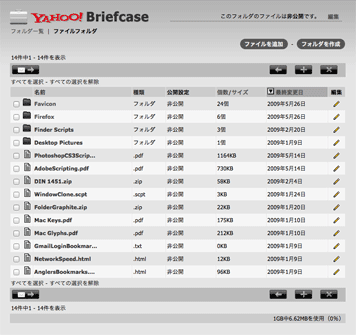 YAHOO! Briefcase
このフォルダのファイルは非公開です。 編集
フォルダ一覧 | ファイルフォルダ
ファイルを追加 - フォルダを作成
14件中1 - 14件を表示
すべてを選択 - すべての選択を解除
名前 種類 公開設定 個数/サイズ 最終変更日 編集
Favicon フォルダ 非公開 24個 2009年5月26日
Firefox フォルダ 非公開 6個 2009年5月26日
Finder Scripts フォルダ 非公開 3個 2009年2月20日
Desktop Pictures フォルダ 非公開 1個 2009年1月9日
PhotoshopCS3Scrip... .pdf 非公開 1164KB 2009年5月14日
AdobeScripting.pdf .pdf 非公開 730KB 2009年5月14日
DIN 1451.zip .zip 非公開 59KB 2009年2月4日
WindowClone.scpt .scpt 非公開 3KB 2009年1月24日
FolderGraphite.zip .zip 非公開 22KB 2009年1月20日
Mac Keys.pdf .pdf 非公開 175KB 2009年1月10日
Mac Glyphs.pdf .pdf 非公開 212KB 2009年1月10日
GmailLoginBookmar... .txt 非公開 0KB 2009年1月9日
NetworkSpeed.html .html 非公開 12KB 2009年1月9日
AnglersBookmarks.... .html 非公開 96KB 2009年1月9日
すべてを選択 - すべての選択を解除
14件中1 - 14件を表示
1GB中6.62MBを使用（0%）